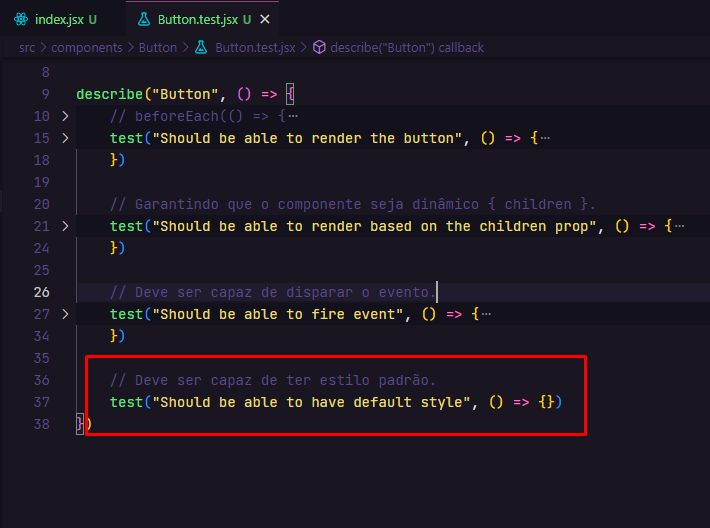 index.jsx U Button.test.jsx U
src > components > Button > Button.test.jsx > describe("Button") callback
8
9 describe("Button", () => {
10 // beforeEach(() => {⋯
15 test("Should be able to render the button", () => {⋯
18 })
19
20 // Garantindo que o componente seja dinâmico { children }.
21 test("Should be able to render based on the children prop", () => {⋯
24 })
25
26 // Deve ser capaz de disparar o evento.
27 test("Should be able to fire event", () => {⋯
34 })
35
36 // Deve ser capaz de ter estilo padrão.
37 test("Should be able to have default style", () => {})
38 })